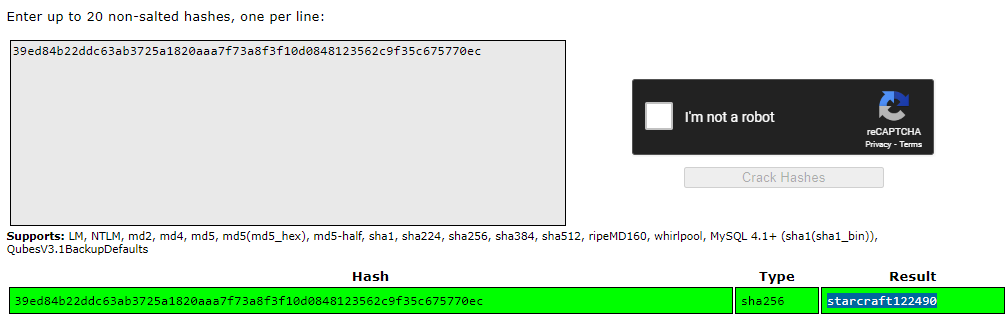 Enter up to 20 non-salted hashes, one per line:
39ed84b22ddc63ab3725a1820aaa7f73a8f3f10d0848123562c9f35c675770ec
I'm not a robot
reCAPTCHA
Privacy - Terms
Crack Hashes
Supports: LM, NTLM, md2, md4, md5, md5(md5_hex), md5-half, sha1, sha224, sha256, sha384, sha512, ripeMD160, whirlpool, MySQL 4.1+ (sha1(sha1_bin)),
QubesV3.1BackupDefaults
Hash Type Result
39ed84b22ddc63ab3725a1820aaa7f73a8f3f10d0848123562c9f35c675770ec sha256 starcraft122490